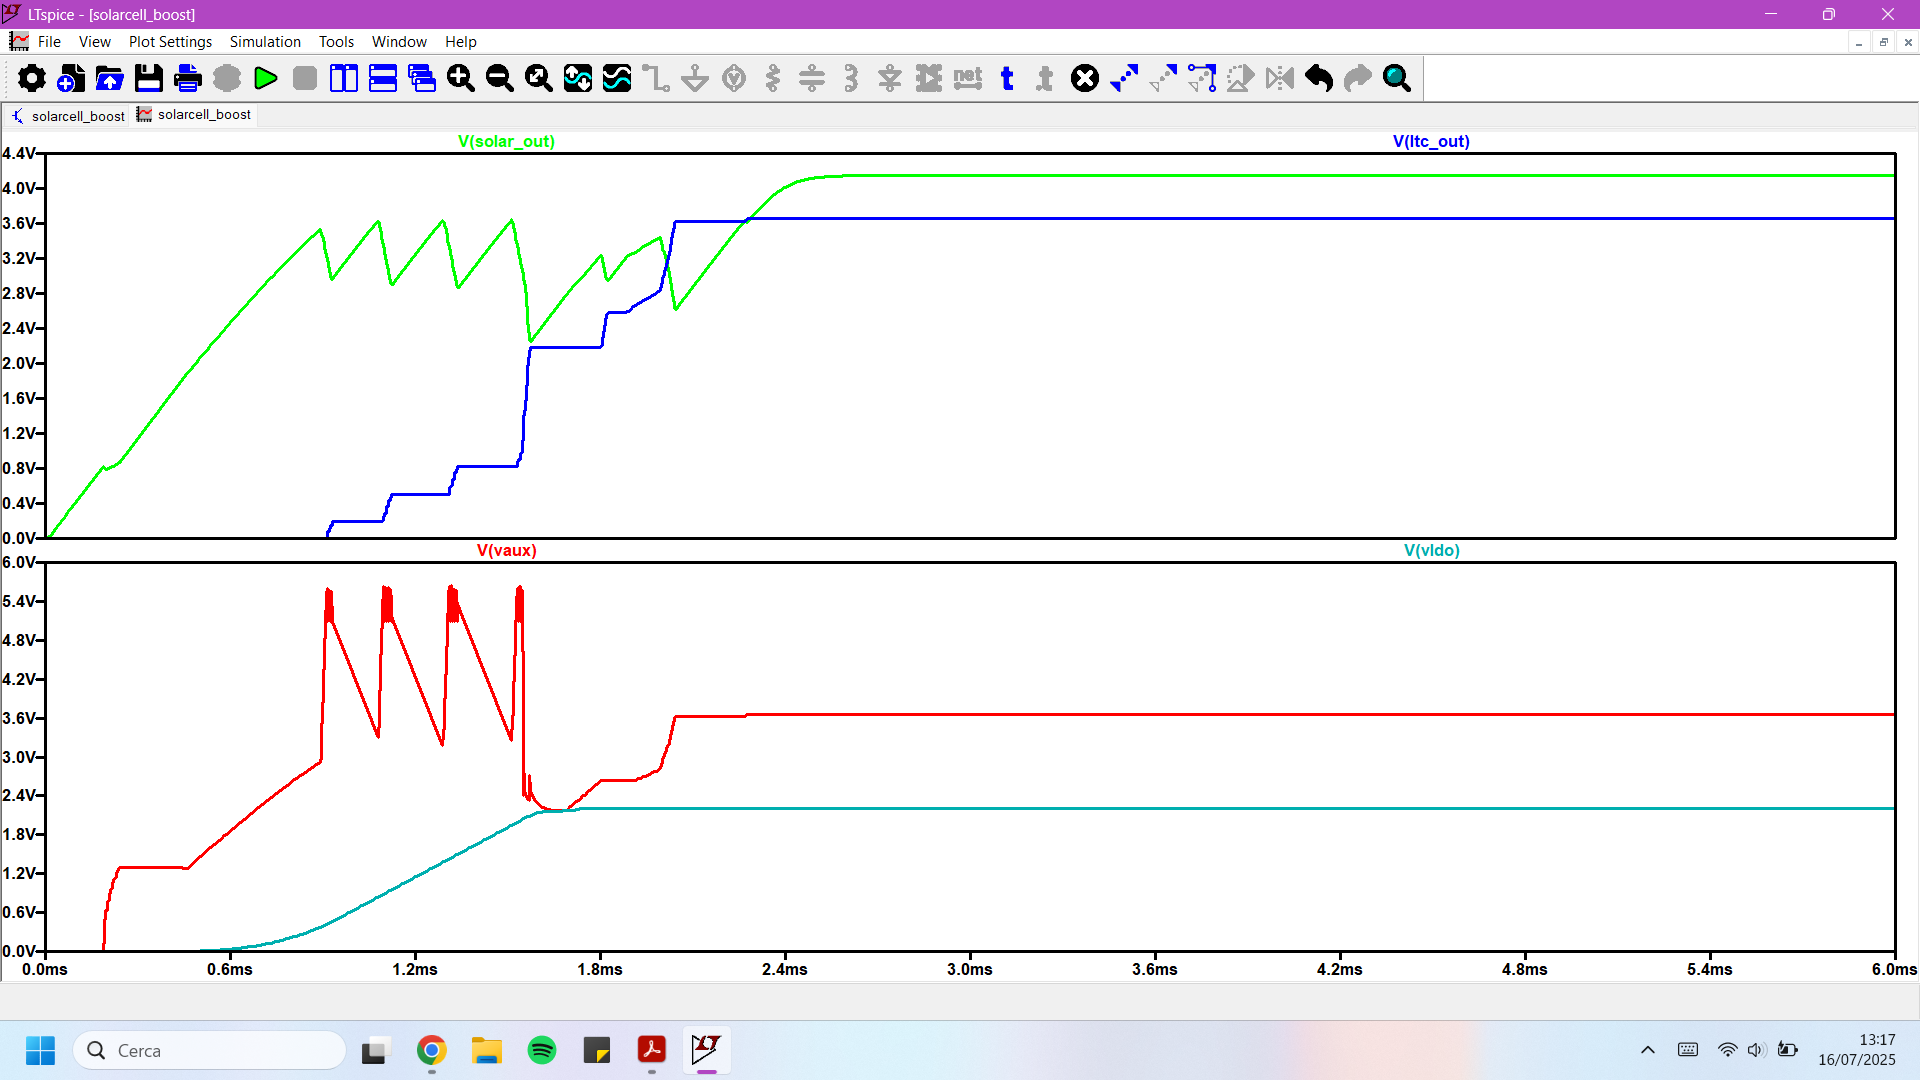 LTspice - [solarcell_boost]
File View Plot Settings Simulation Tools Window Help
net t .t
solarcell_boost solarcell_boost
V(solar_out) V(ltc_out)
4.4V
4.0V
3.6V
3.2V
2.8V
2.4V
2.0V
1.6V
1.2V
0.8V
0.4V
0.0V
V(vaux) V(vldo)
6.0V
5.4V
4.8V
4.2V
3.6V
3.0V
2.4V
1.8V
1.2V
0.6V
0.0V
0.0ms 0.6ms 1.2ms 1.8ms 2.4ms 3.0ms 3.6ms 4.2ms 4.8ms 5.4ms 6.0ms
Cerca
13:17
16/07/2025